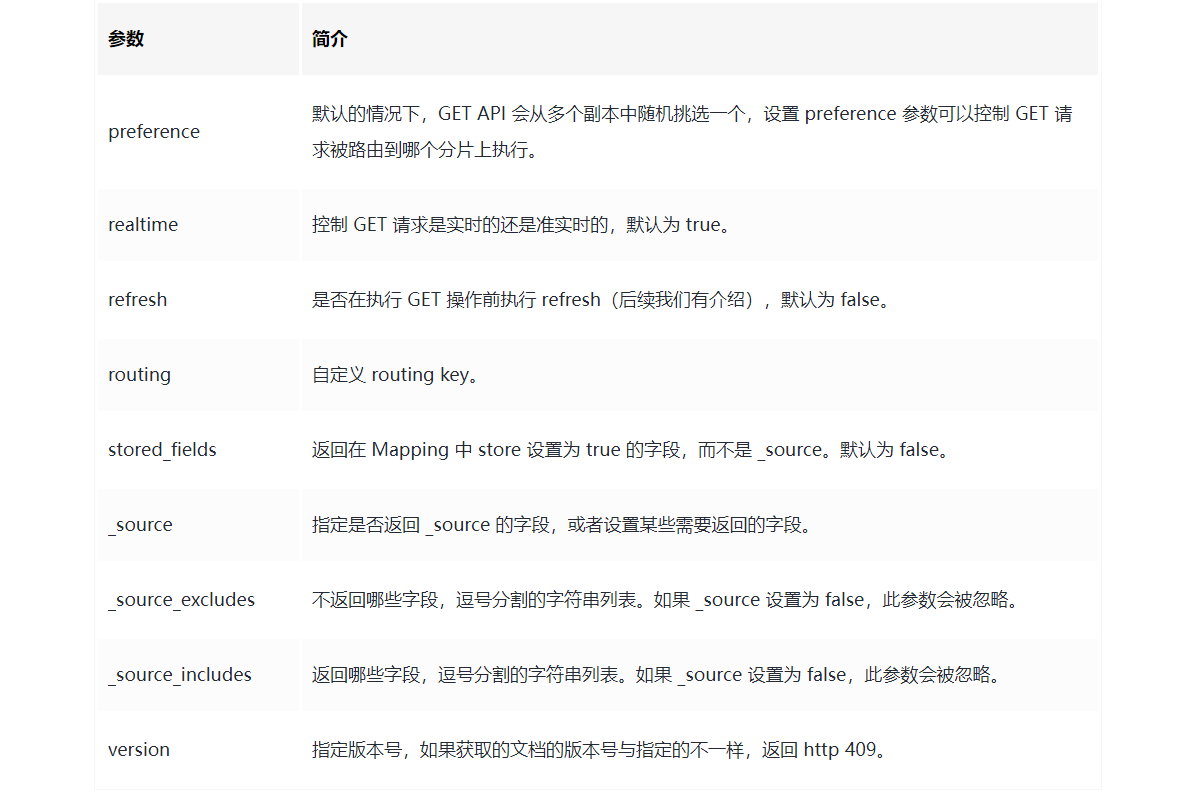 参数 简介
preference 默认的情况下，GET API 会从多个副本中随机挑选一个，设置 preference 参数可以控制 GET 请
求被路由到哪个分片上执行。
realtime 控制 GET 请求是实时的还是准实时的，默认为 true。
refresh 是否在执行 GET 操作前执行 refresh（后续我们有介绍），默认为 false。
routing 自定义 routing key。
stored_fields 返回在 Mapping 中 store 设置为 true 的字段，而不是 _source。默认为 false。
_source 指定是否返回 _source 的字段，或者设置某些需要返回的字段。
_source_excludes 不返回哪些字段，逗号分割的字符串列表。如果 _source 设置为 false，此参数会被忽略。
_source_includes 返回哪些字段，逗号分割的字符串列表。如果 _source 设置为 false，此参数会被忽略。
version 指定版本号，如果获取的文档的版本号与指定的不一样，返回 http 409。